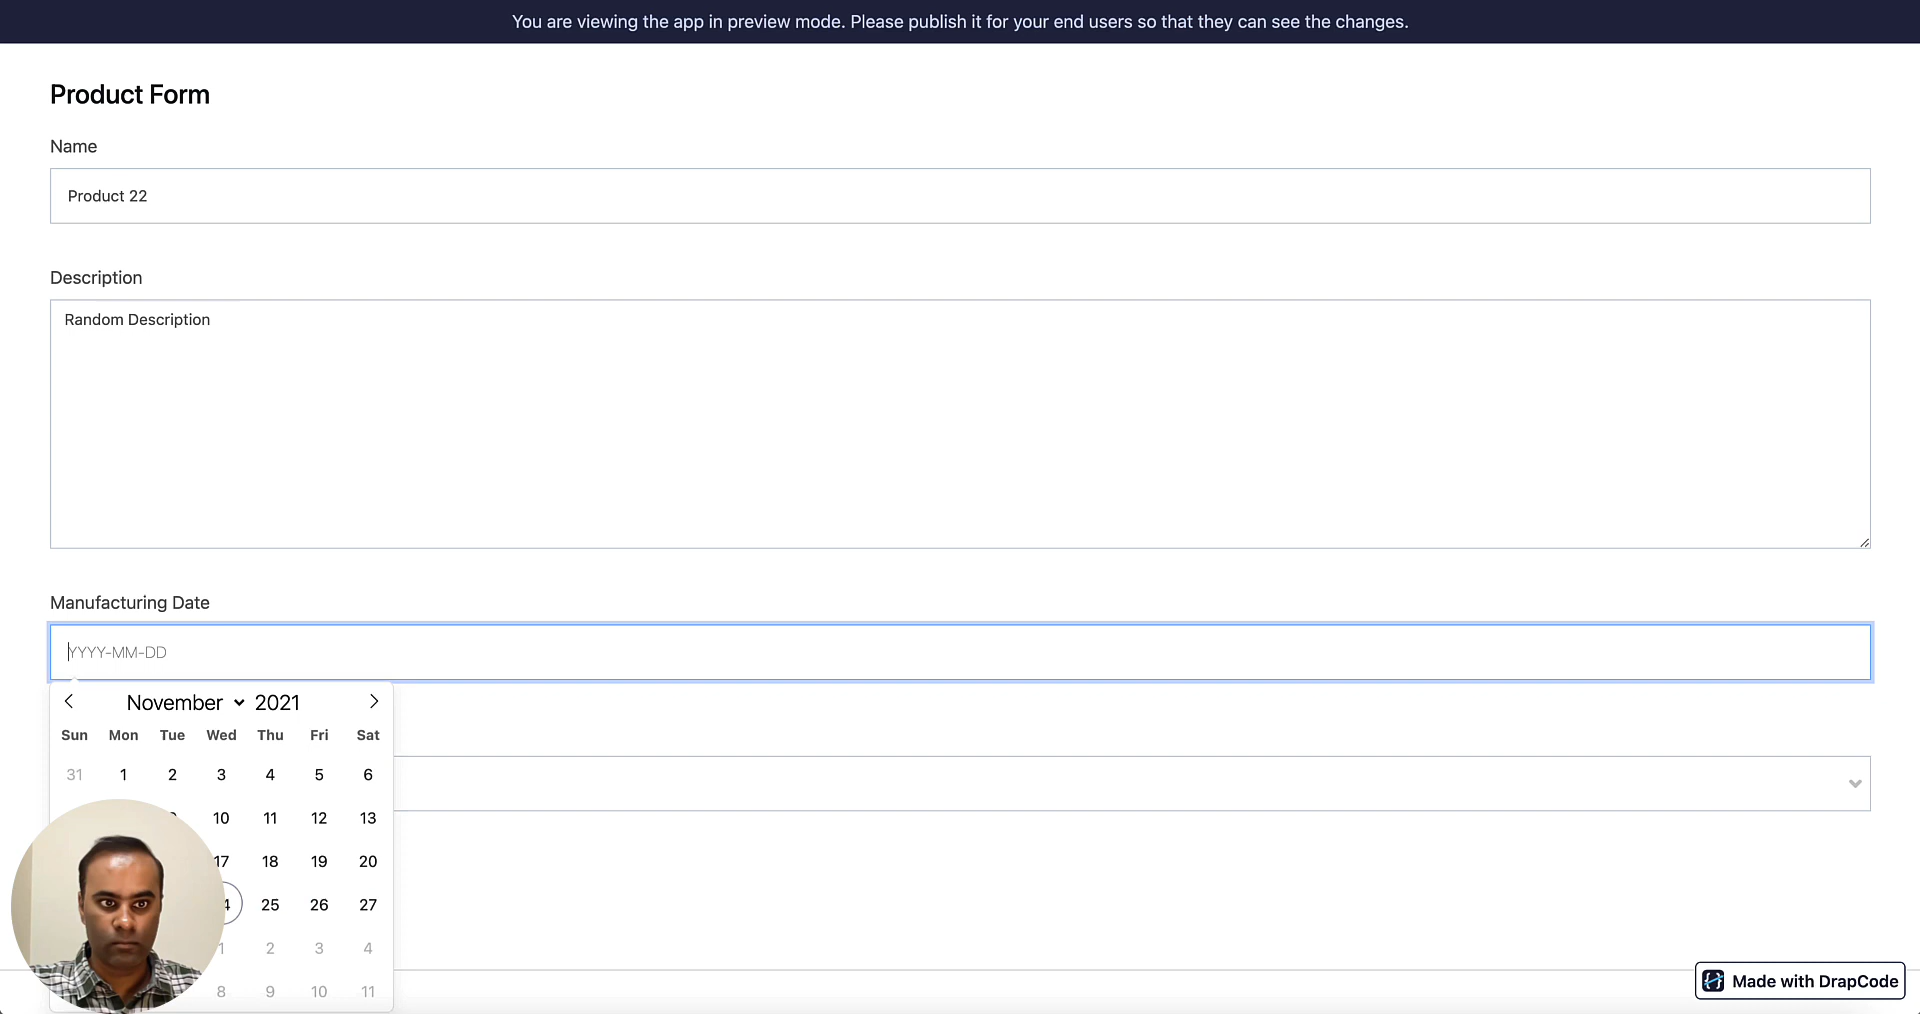 You are viewing the app in preview mode. Please publish it for your end users so that they can see the changes.
Product Form
Name
Product 22
Description
Random Description
Manufacturing Date
YYYY-MM-DD
November 2021
Sun Mon Tue Wed Thu Fri Sat
31 1 2 3 4 5 6
10 11 12 13
17 18 19 20
25 26 27
1 2 3 4
8 9 10 11
Made with DrapCode